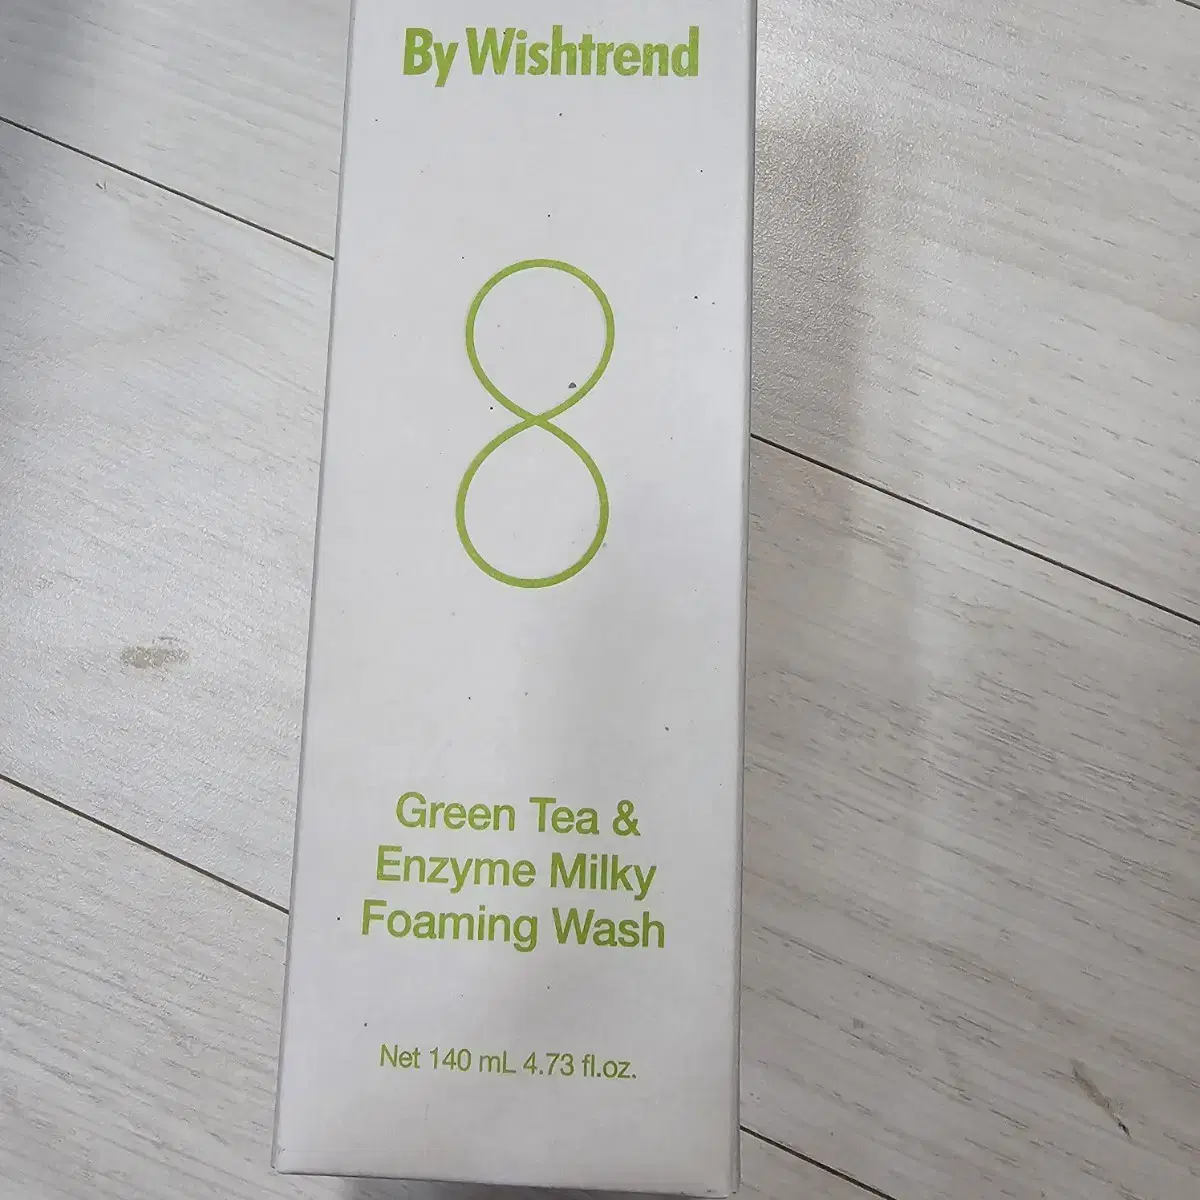 By Wishtrend
8
Green Tea &
Enzyme Milky
Foaming Wash
Net 140 mL 4.73 fl.oz.